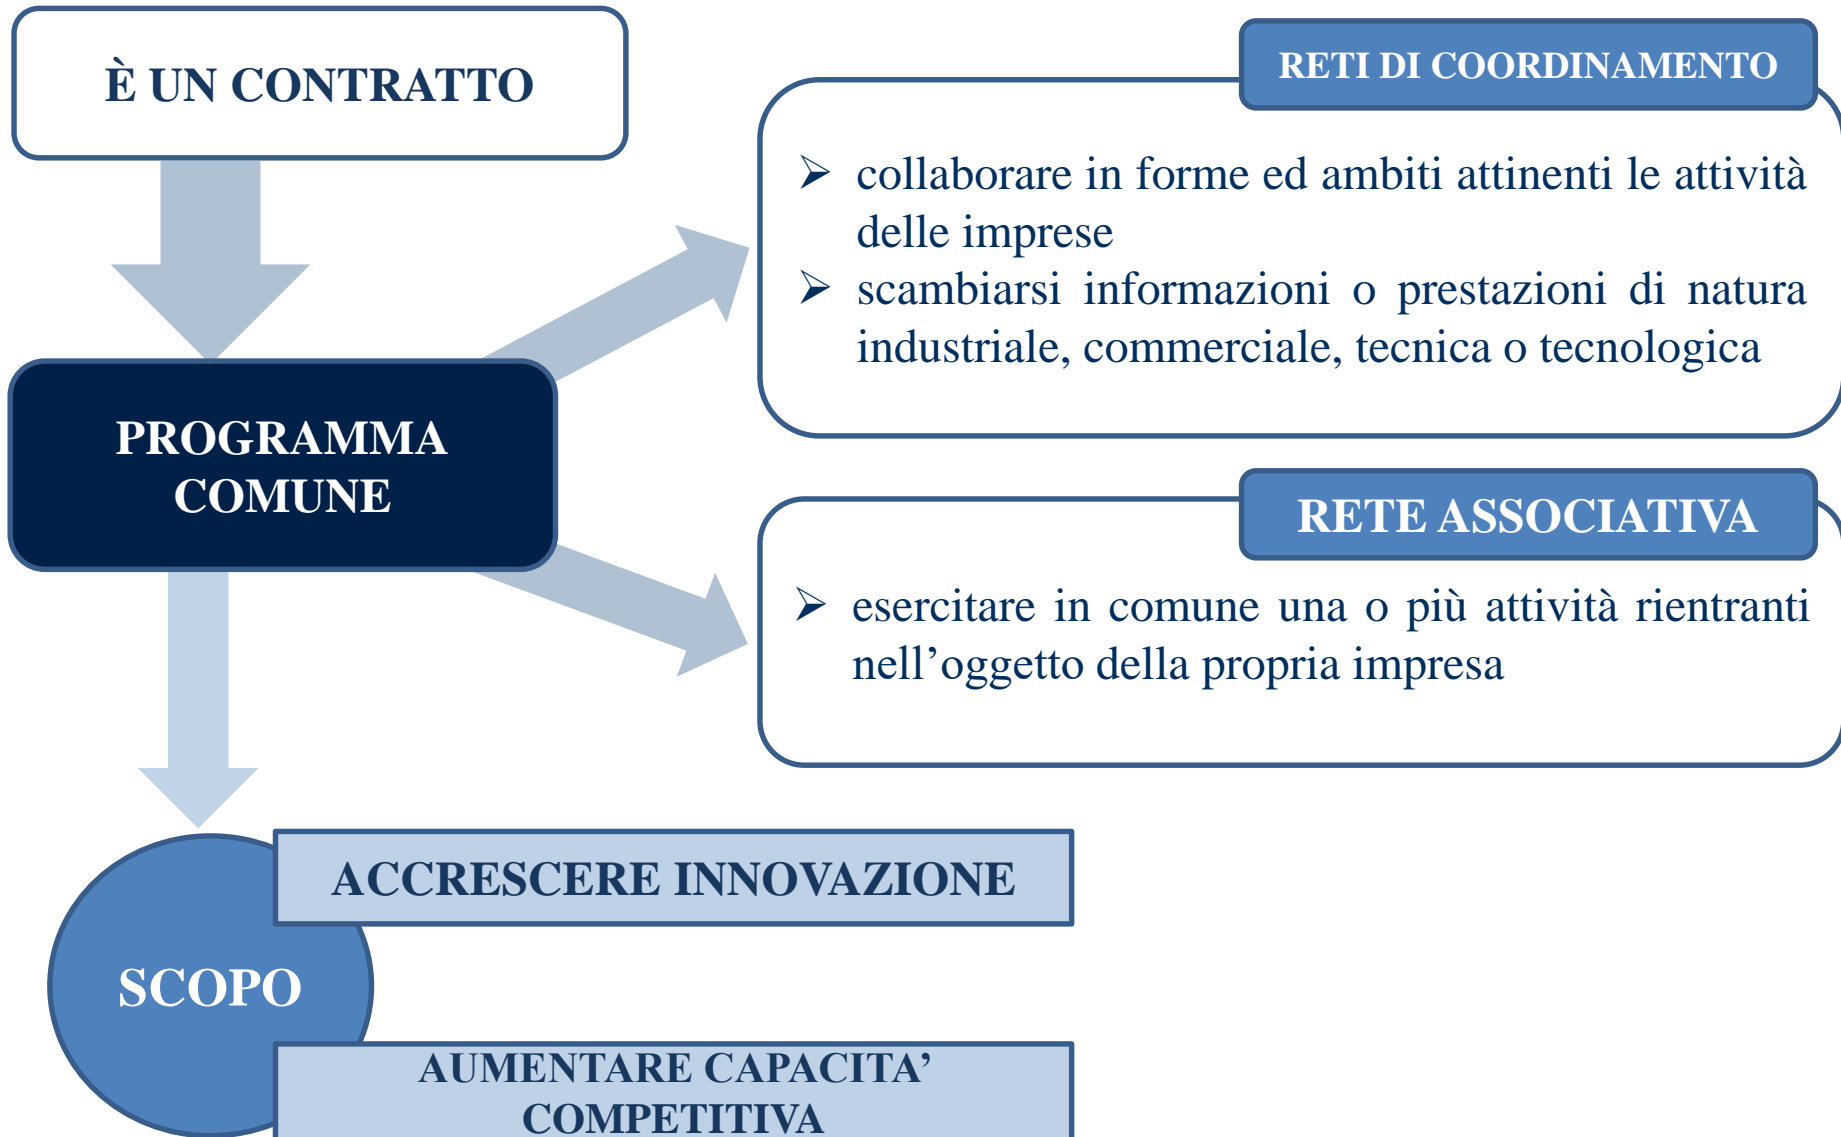 È UN CONTRATTO
RETI DI COORDINAMENTO
➢ collaborare in forme ed ambiti attinenti le attività
delle imprese
➢ scambiarsi informazioni o prestazioni di natura
industriale, commerciale, tecnica o tecnologica
PROGRAMMA
COMUNE
RETE ASSOCIATIVA
➢ esercitare in comune una o più attività rientranti
nell’oggetto della propria impresa
ACCRESCERE INNOVAZIONE
SCOPO
AUMENTARE CAPACITA’
COMPETITIVA